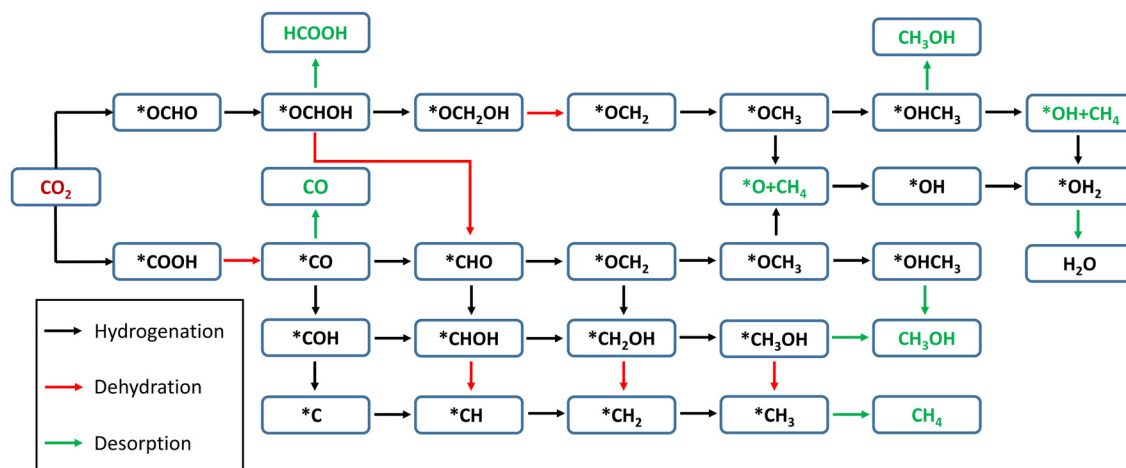 HCOOH
CH₃OH
*OCHO
*OCHOH
*OCH₂OH
*OCH₂
*OCH₃
*OHCH₃
*OH+CH₄
CO₂
CO
*O+CH₄
*OH
*OH₂
*COOH
*CO
*CHO
*OCH₂
*OCH₃
*OHCH₃
H₂O
Hydrogenation
*COH
*CHOH
*CH₂OH
*CH₃OH
CH₃OH
Dehydration
*C
*CH
*CH₂
*CH₃
CH₄
Desorption